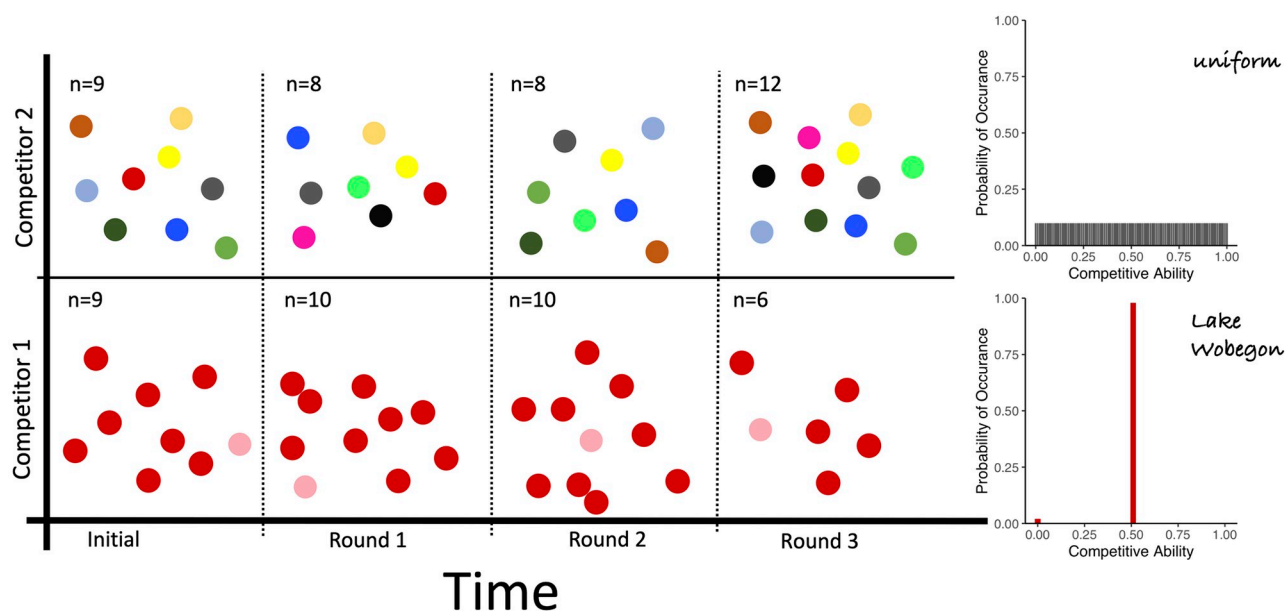 Competitor 2
n=9
n=8
n=8
n=12
Competitor 1
n=9
n=10
n=10
n=6
Initial
Round 1
Round 2
Round 3
Time
Probability of Occurance
1.00
0.75
0.50
0.25
0.00
uniform
0.00 0.25 0.50 0.75 1.00
Competitive Ability
Probability of Occurance
1.00
0.75
0.50
0.25
0.00
Lake
Wobegon
0.00 0.25 0.50 0.75 1.00
Competitive Ability